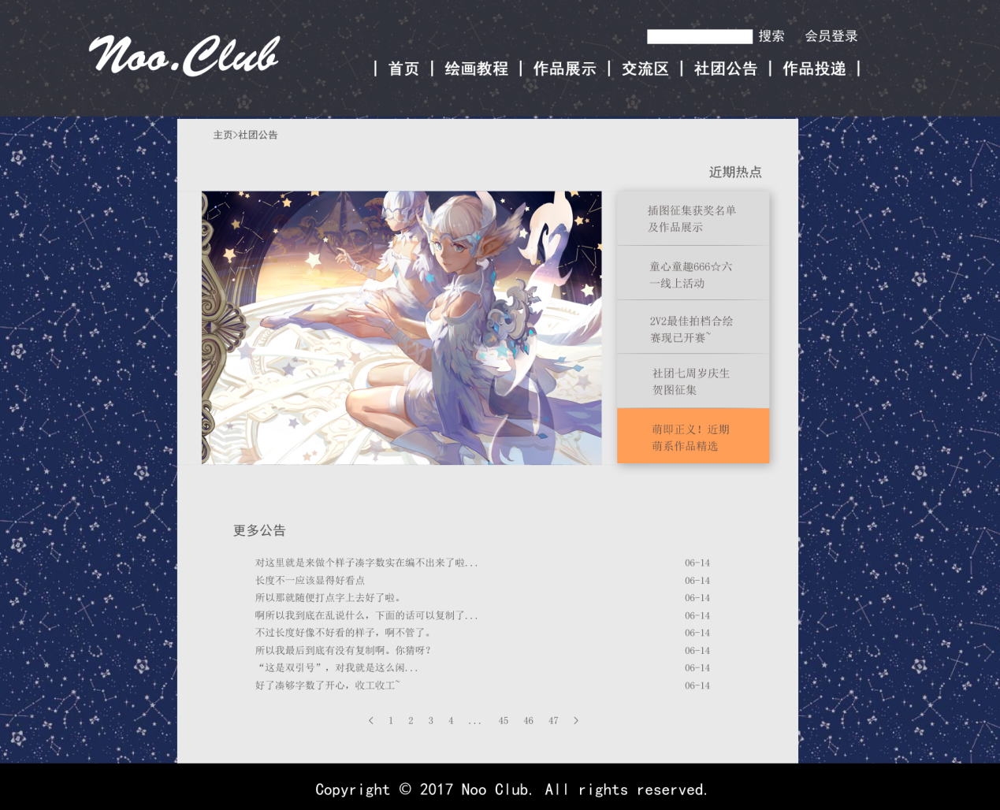 Noo.Club
搜索 会员登录
| 首页 | 绘画教程 | 作品展示 | 交流区 | 社团公告 | 作品投递 |
主页>社团公告
近期热点
插图征集获奖名单
及作品展示
童心童趣666☆六
一线上活动
2V2最佳拍档合绘
赛现已开赛~
社团七周岁庆生
贺图征集
萌即正义！近期
萌系作品精选
更多公告
对这里就是来做个样子凑字数实在编不出来了啦... 06-14
长度不一应该显得好看点 06-14
所以那就随便打点字上去好了啦。 06-14
啊所以我到底在乱说什么，下面的话可以复制了... 06-14
不过长度好像不好看的样子，啊不管了。 06-14
所以我最后到底有没有复制啊。你猜呀？ 06-14
“这是双引号”，对我就是这么闲... 06-14
好了凑够字数了开心，收工收工~ 06-14
< 1 2 3 4 ... 45 46 47 >
Copyright © 2017 Noo Club. All rights reserved.